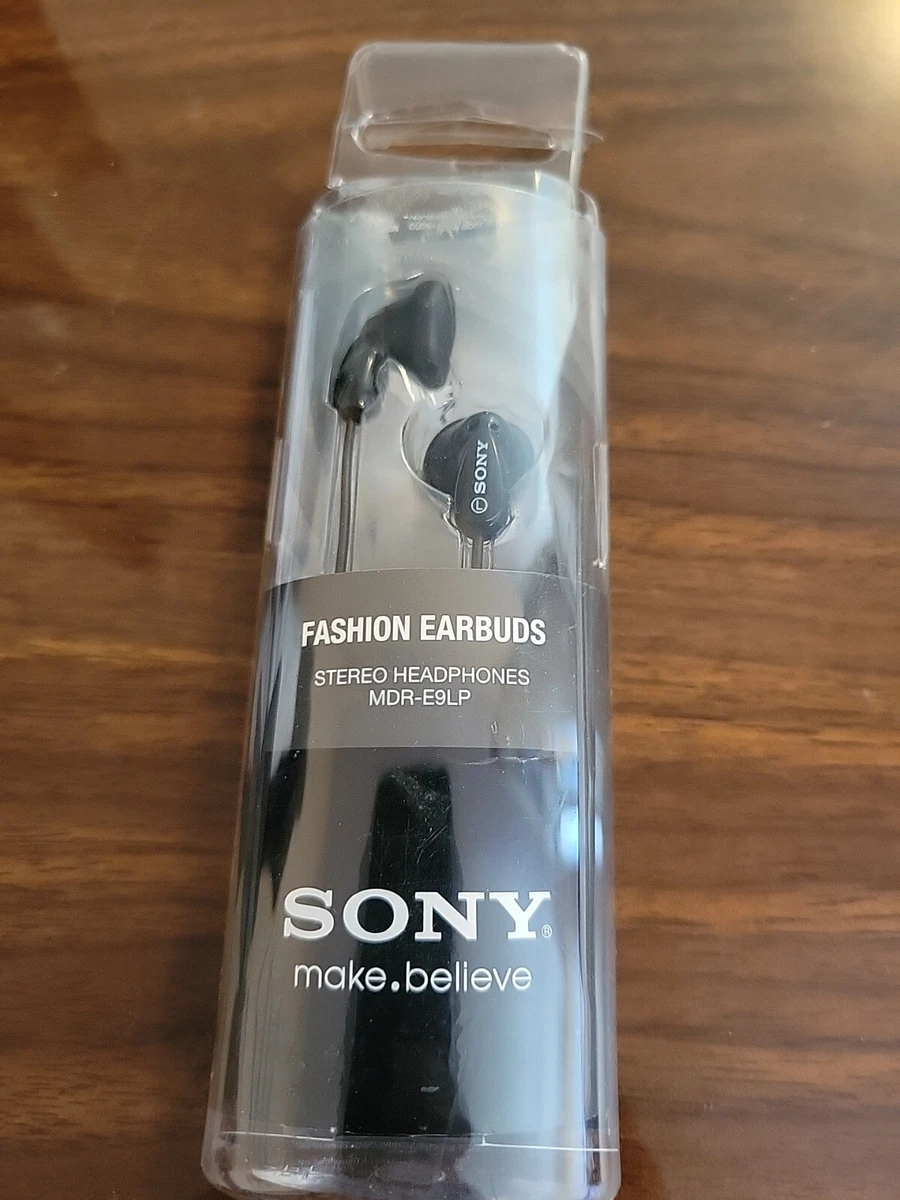 Ⓛ SONY
FASHION EARBUDS
STEREO HEADPHONES
MDR-E9LP
SONY®
make.believe